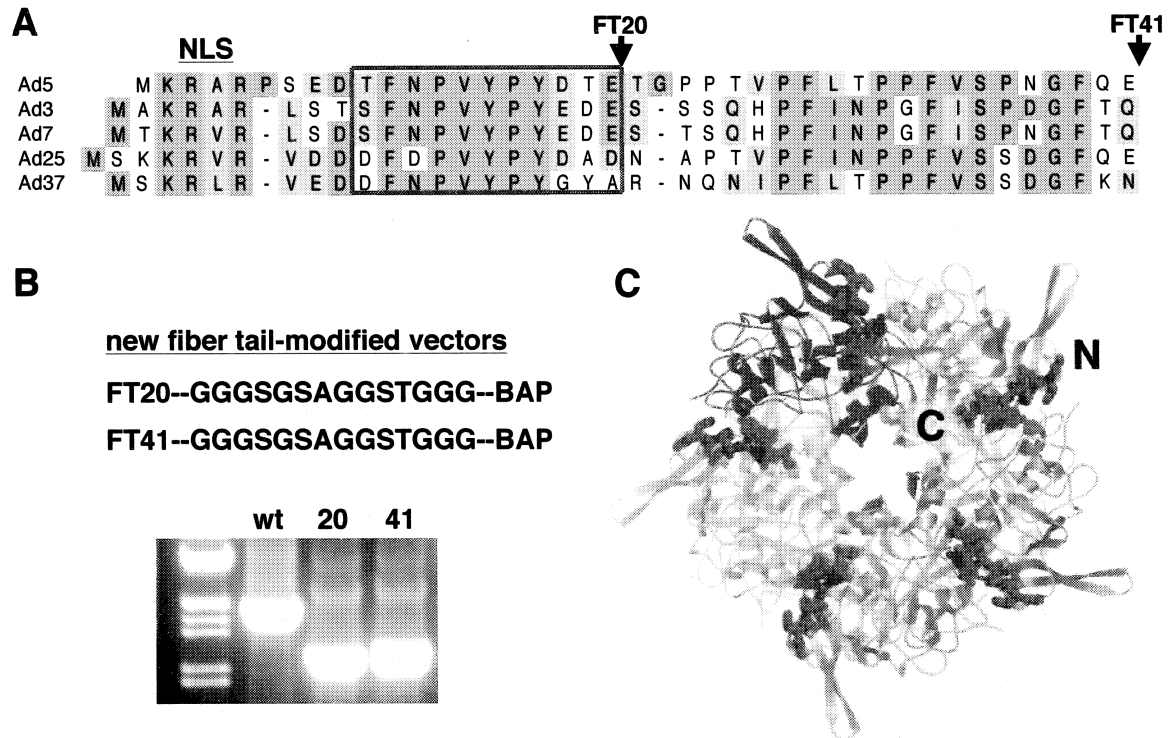 A
FT20
FT41
NLS
Ad5 M K R A R P S E D T F N P V Y P Y D T E T G P P T V P F L T P P F V S P N G F Q E
Ad3 M A K R A R - L S T S F N P V Y P Y E D E S - S S Q H P F I N P G F I S P D G F T Q
Ad7 M T K R V R - L S D S F N P V Y P Y E D E S - T S Q H P F I N P G F I S P N G F T Q
Ad25 M S K K R V R - V D D D F D P V Y P Y D A D N - A P T V P F I N P P F V S S D G F Q E
Ad37 M S K R L R - V E D D F N P V Y P Y G Y A R - N Q N I P F L T P P F V S S D G F K N
B
new fiber tail-modified vectors
FT20--GGGSGSAGGSTGGG--BAP
FT41--GGGSGSAGGSTGGG--BAP
wt 20 41
C
N
C